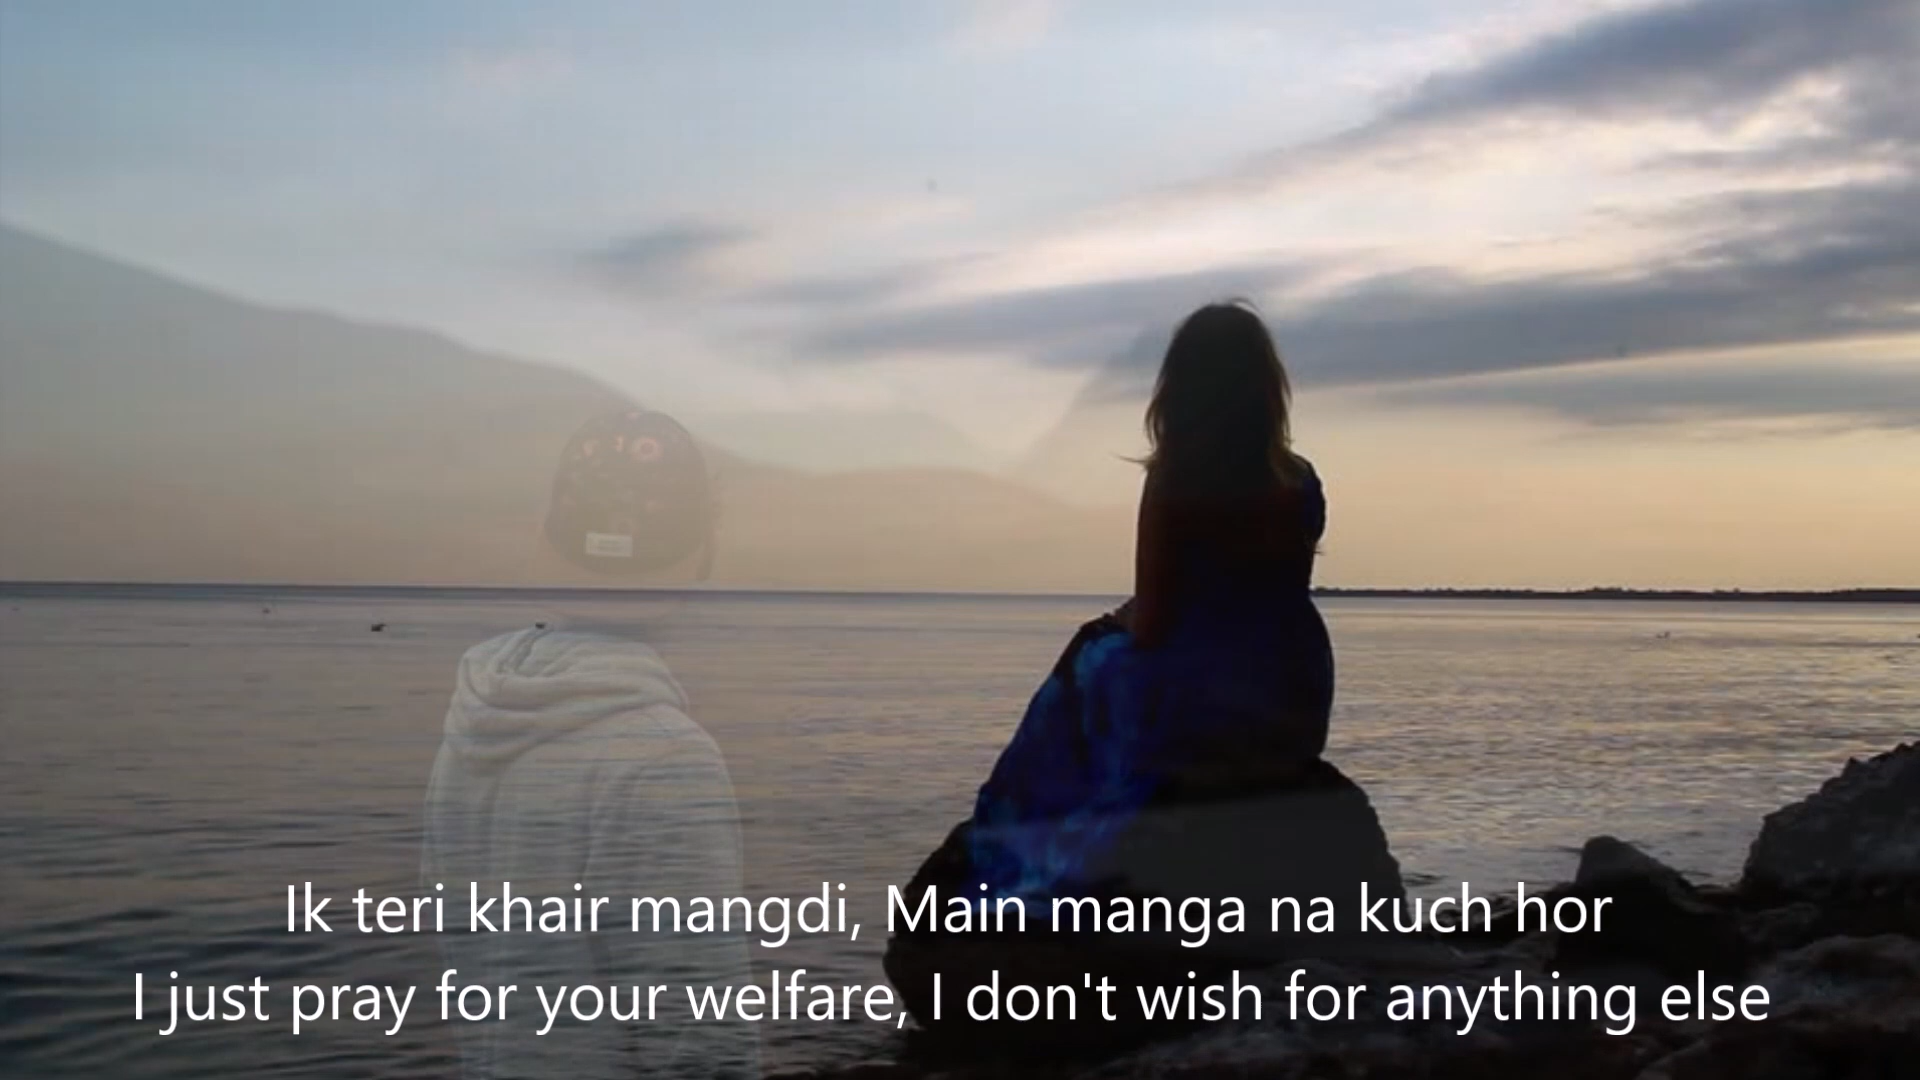 Ik teri khair mangdi, Main manga na kuch hor
I just pray for your welfare, I don't wish for anything else